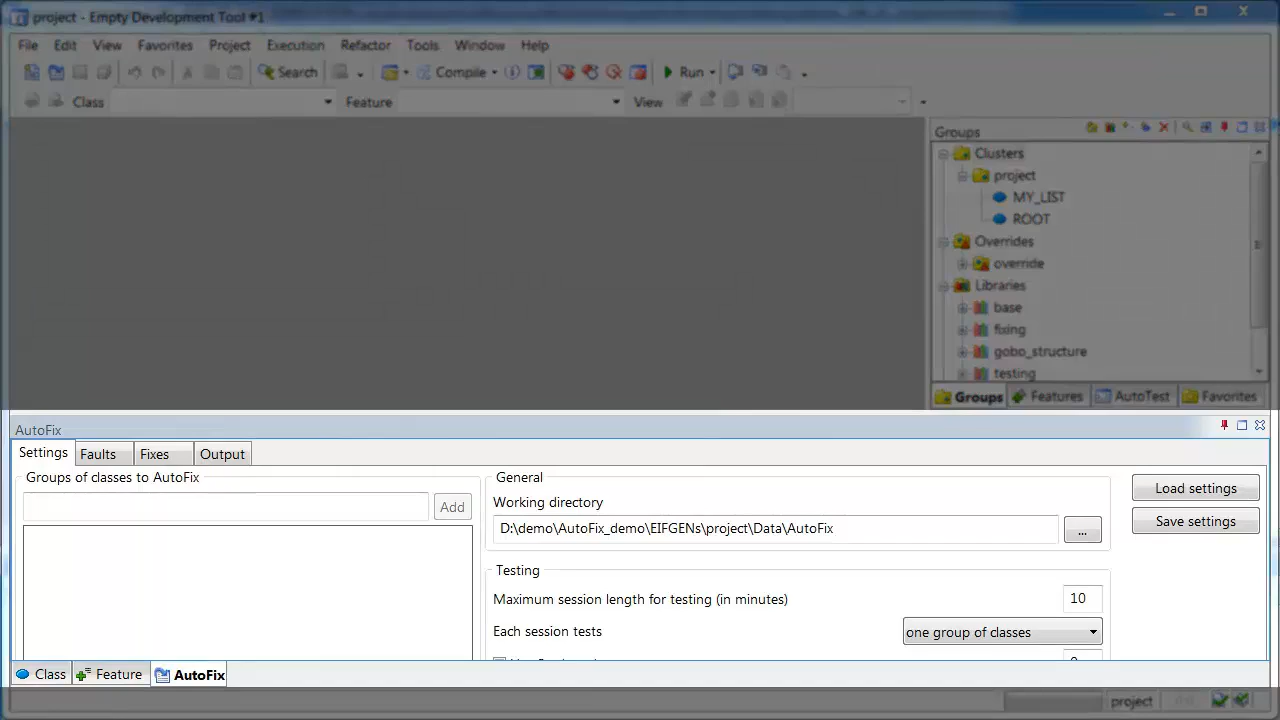 project - Empty Development Tool #1
File Edit View Favorites Project Execution Refactor Tools Window Help
Search Compile Run
Class Feature View
Groups
Clusters
project
MY_LIST
ROOT
Overrides
override
Libraries
base
fixing
gobo_structure
testing
Groups Features AutoTest Favorites
AutoFix
Settings Faults Fixes Output
Groups of classes to AutoFix
Add
General
Working directory
D:\demo\AutoFix_demo\EIFGENs\project\Data\AutoFix
...
Load settings
Save settings
Testing
Maximum session length for testing (in minutes) 10
Each session tests one group of classes
Class Feature AutoFix
project